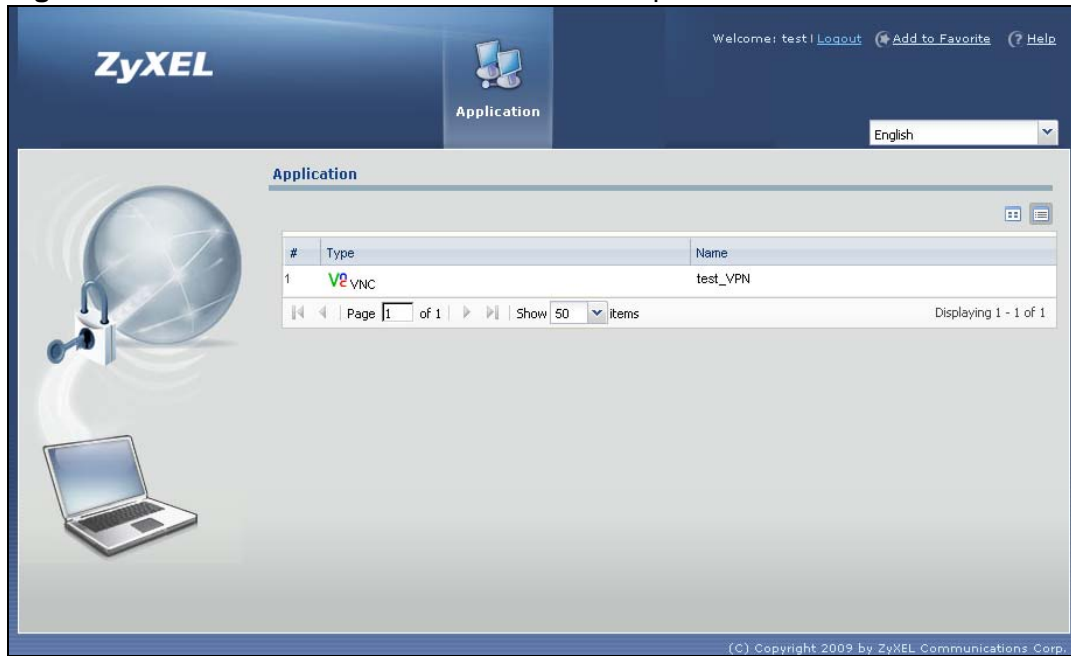 ZyXEL
Welcome: test | Logout Add to Favorite ? Help
Application
English
Application
# Type Name
1 VNC test_VPN
Page 1 of 1 Show 50 items Displaying 1 - 1 of 1
(C) Copyright 2009 by ZyXEL Communications Corp.